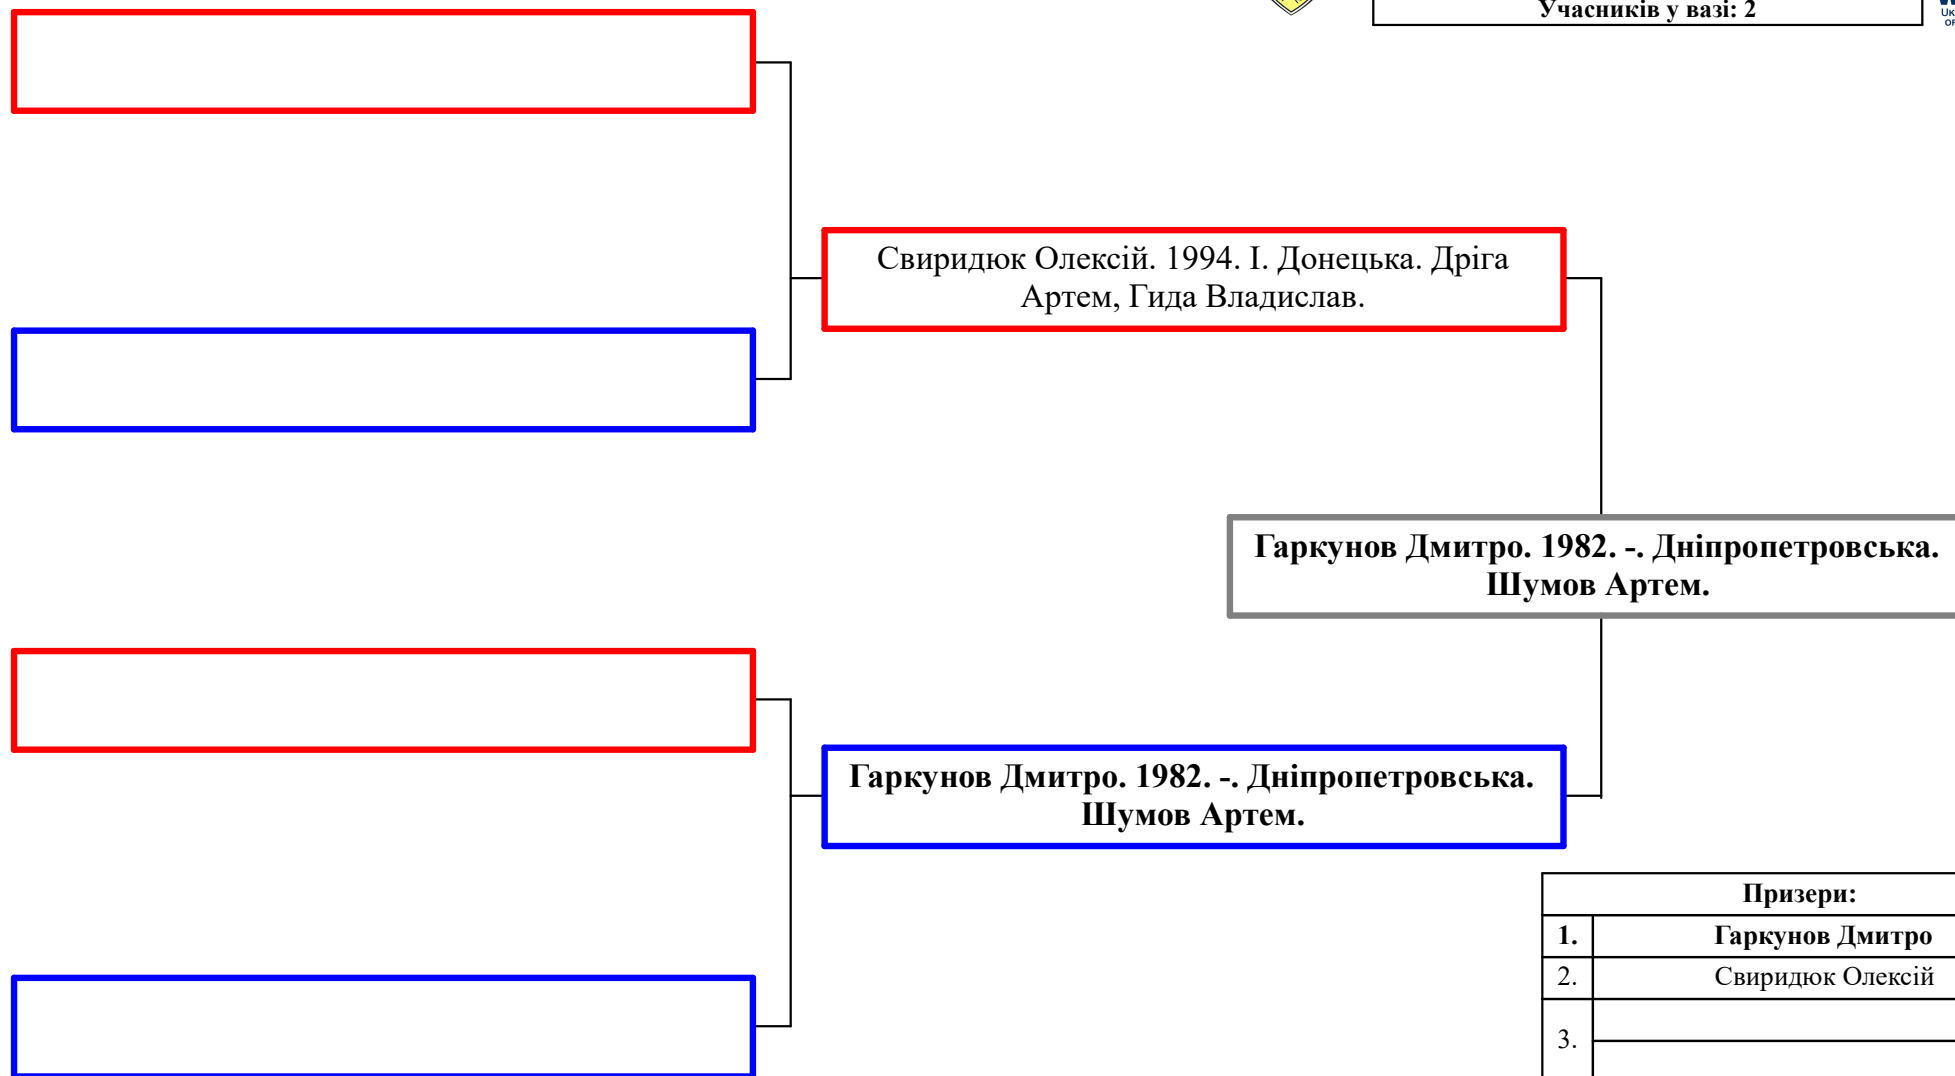 Учасників у вазі: 2
Свиридюк Олексій. 1994. І. Донецька. Дріга
Артем, Гида Владислав.
Гаркунов Дмитро. 1982. -. Дніпропетровська.
Шумов Артем.
Гаркунов Дмитро. 1982. -. Дніпропетровська.
Шумов Артем.
Призери:
1. Гаркунов Дмитро
2. Свиридюк Олексій
3.